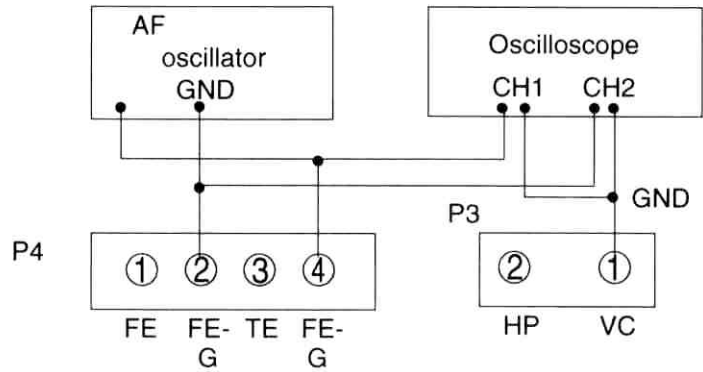 AF
oscillator
GND
Oscilloscope
CH1 CH2
GND
P3
P4
1 2 3 4
2 1
FE FE- TE FE-
G G
HP VC